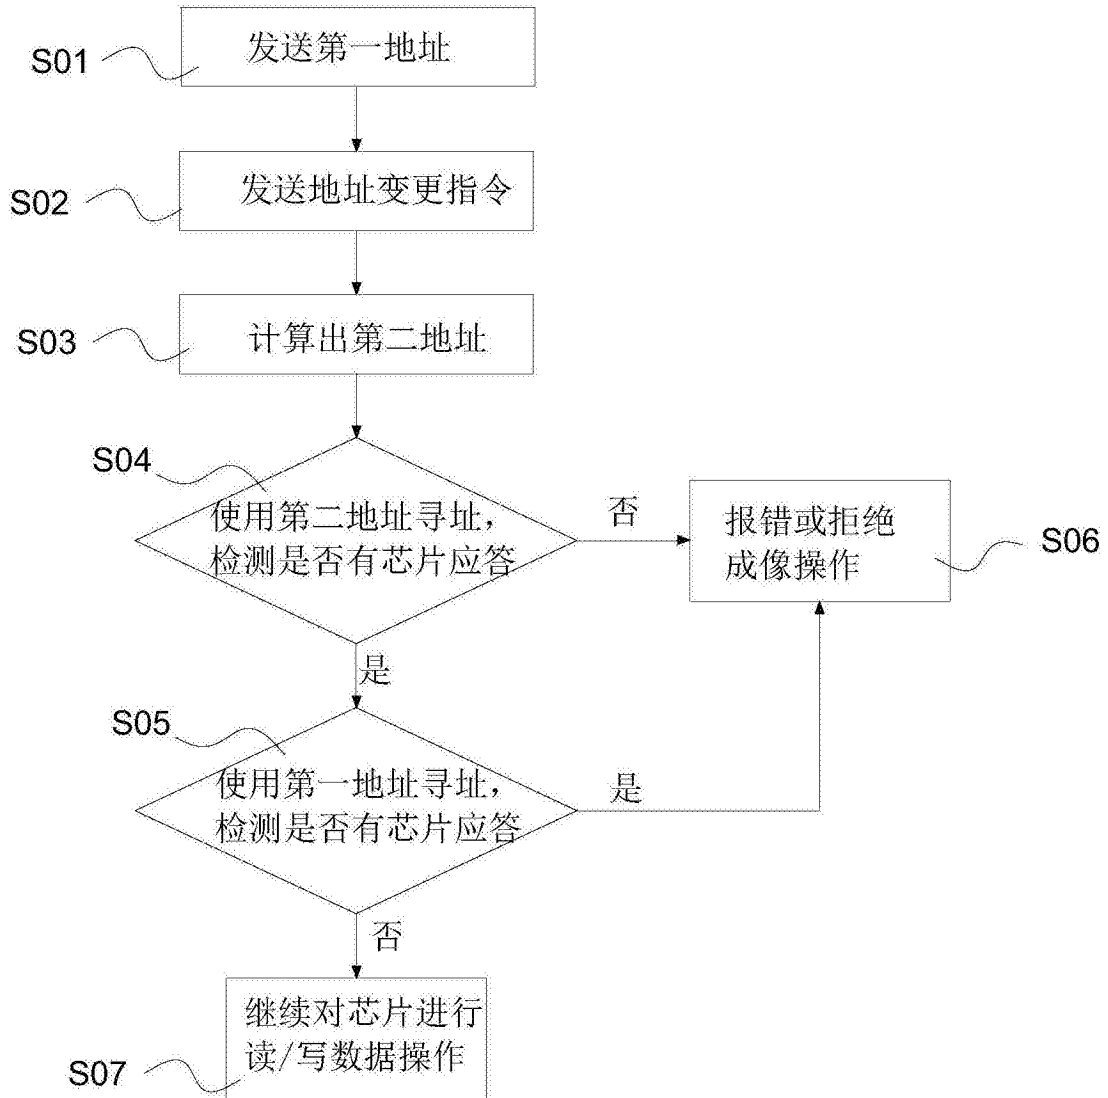 S01
发送第一地址
S02
发送地址变更指令
S03
计算出第二地址
S04
使用第二地址寻址，
检测是否有芯片应答
否
报错或拒绝
成像操作
S06
是
S05
使用第一地址寻址，
检测是否有芯片应答
是
否
继续对芯片进行
读/写数据操作
S07